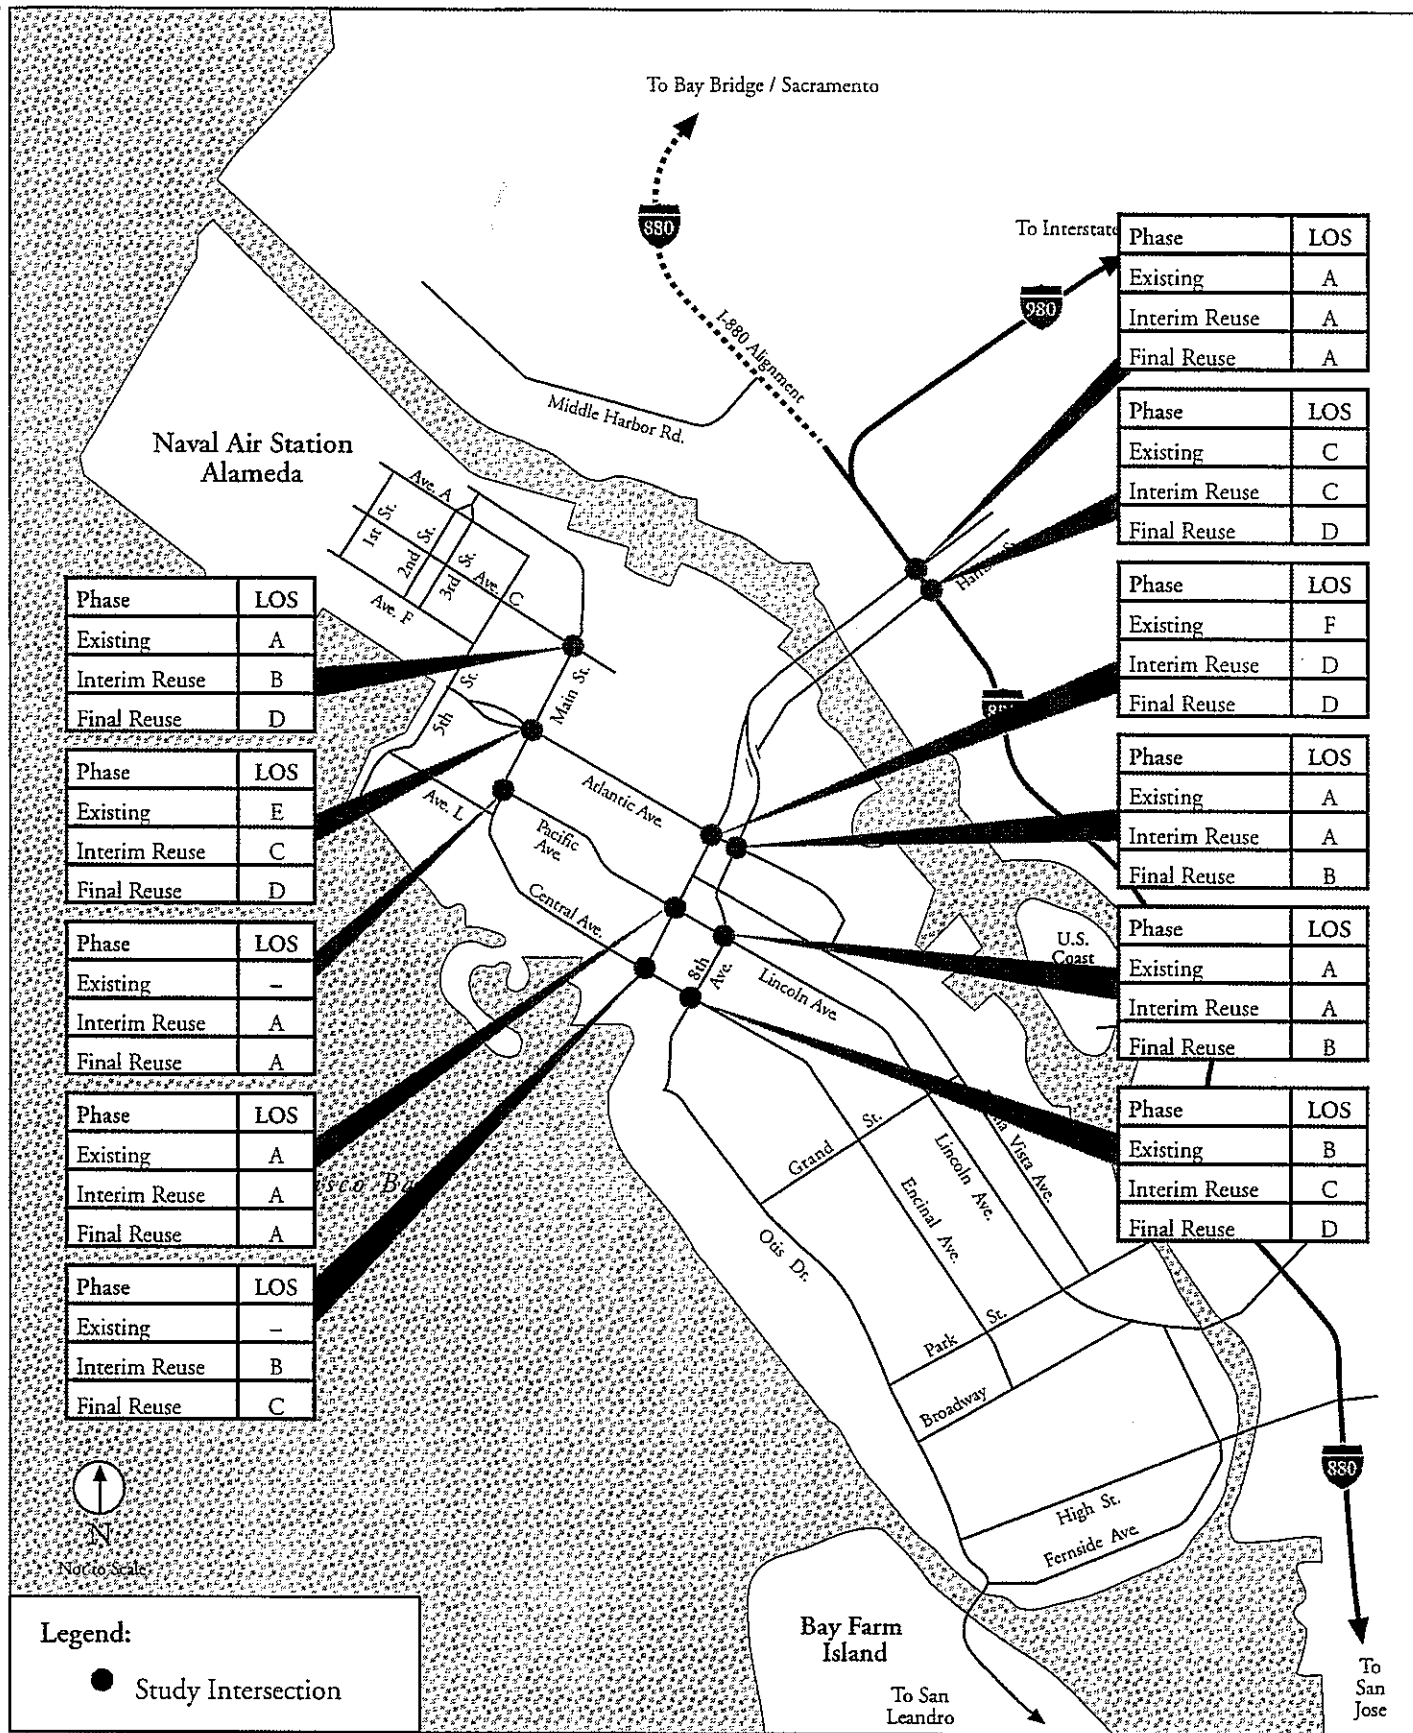 To Bay Bridge / Sacramento
880
To Interstate
980
I-880 Alignment
Middle Harbor Rd.
Naval Air Station
Alameda
Ave. A
1st St.
2nd St.
3rd St.
Ave. C
Ave. F
5th St.
Main St.
Ave. L
Atlantic Ave.
Pacific
Ave.
Central Ave.
8th
Ave.
Lincoln Ave.
U.S.
Coast
Grand St.
Lincoln Ave.
Vista Ave.
Encinal Ave.
Otis Dr.
Park St.
Broadway
High St.
Fernside Ave.
880
Bay Farm
Island
To San
Leandro
To
San
Jose
Phase LOS
Existing A
Interim Reuse B
Final Reuse D
Phase LOS
Existing E
Interim Reuse C
Final Reuse D
Phase LOS
Existing –
Interim Reuse A
Final Reuse A
Phase LOS
Existing A
Interim Reuse A
Final Reuse A
Phase LOS
Existing –
Interim Reuse B
Final Reuse C
Phase LOS
Existing A
Interim Reuse A
Final Reuse A
Phase LOS
Existing C
Interim Reuse C
Final Reuse D
Phase LOS
Existing F
Interim Reuse D
Final Reuse D
Phase LOS
Existing A
Interim Reuse A
Final Reuse B
Phase LOS
Existing A
Interim Reuse A
Final Reuse B
Phase LOS
Existing B
Interim Reuse C
Final Reuse D
N
Not to Scale
Legend:
Study Intersection